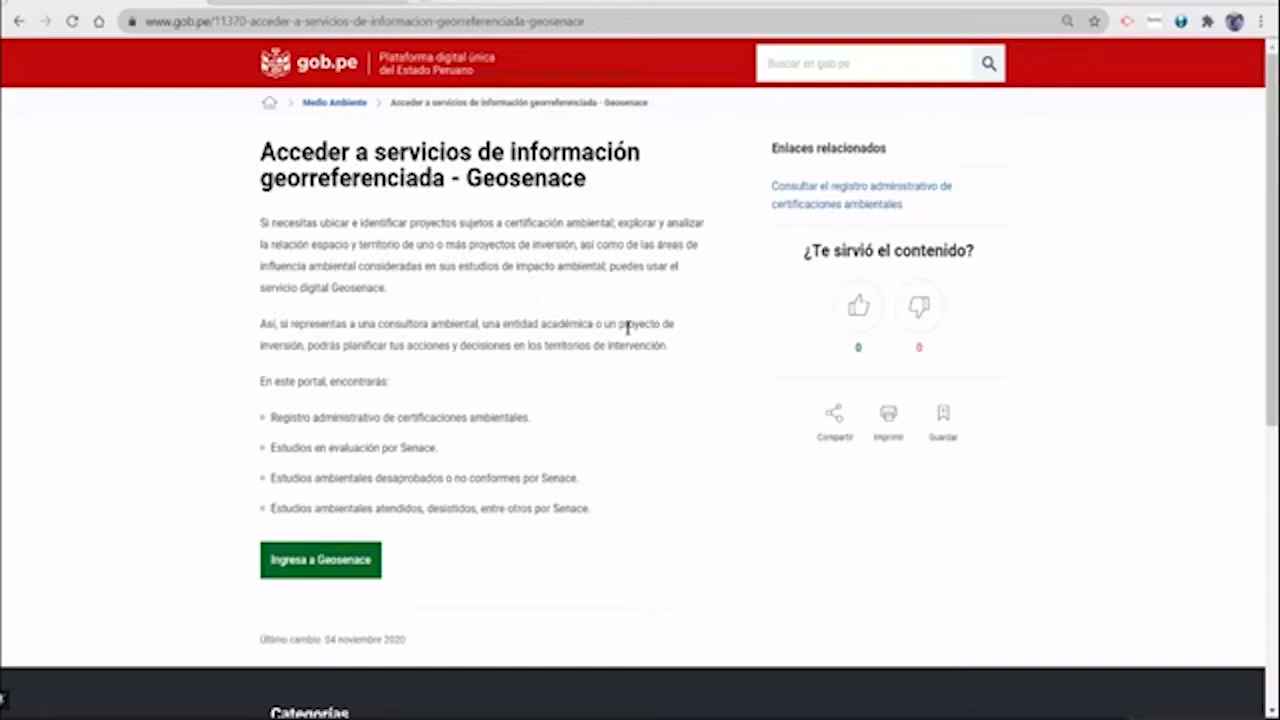 www.gob.pe/11370-acceder-a-servicios-de-informacion-georreferenciada-geosenace
gob.pe
Plataforma digital única
del Estado Peruano
Buscar en gob.pe
Medio Ambiente > Acceder a servicios de información georreferenciada - Geosenace
Acceder a servicios de información
georreferenciada - Geosenace
Si necesitas ubicar e identificar proyectos sujetos a certificación ambiental; explorar y analizar
la relación espacio y territorio de uno o más proyectos de inversión, así como de las áreas de
influencia ambiental consideradas en sus estudios de impacto ambiental; puedes usar el
servicio digital Geosenace.
Así, si representas a una consultora ambiental, una entidad académica o un proyecto de
inversión, podrás planificar tus acciones y decisiones en los territorios de intervención.
En este portal, encontrarás:
Registro administrativo de certificaciones ambientales.
Estudios en evaluación por Senace.
Estudios ambientales desaprobados o no conformes por Senace.
Estudios ambientales atendidos, desistidos, entre otros por Senace.
Ingresa a Geosenace
Último cambio 04 noviembre 2020
Enlaces relacionados
Consultar el registro administrativo de
certificaciones ambientales
¿Te sirvió el contenido?
0 0
Compartir Imprimir Guardar
Categorías